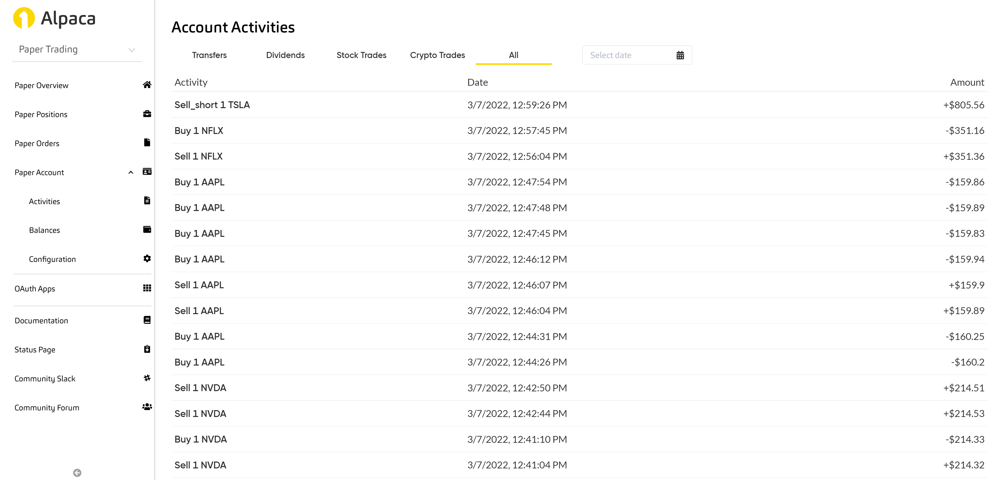 Alpaca
Paper Trading
Paper Overview
Paper Positions
Paper Orders
Paper Account
Activities
Balances
Configuration
OAuth Apps
Documentation
Status Page
Community Slack
Community Forum
Account Activities
Transfers Dividends Stock Trades Crypto Trades All Select date
Activity Date Amount
Sell_short 1 TSLA 3/7/2022, 12:59:26 PM +$805.56
Buy 1 NFLX 3/7/2022, 12:57:45 PM -$351.16
Sell 1 NFLX 3/7/2022, 12:56:04 PM +$351.36
Buy 1 AAPL 3/7/2022, 12:47:54 PM -$159.86
Buy 1 AAPL 3/7/2022, 12:47:48 PM -$159.89
Buy 1 AAPL 3/7/2022, 12:47:45 PM -$159.83
Buy 1 AAPL 3/7/2022, 12:46:12 PM -$159.94
Sell 1 AAPL 3/7/2022, 12:46:07 PM +$159.9
Sell 1 AAPL 3/7/2022, 12:46:04 PM +$159.89
Buy 1 AAPL 3/7/2022, 12:44:31 PM -$160.25
Buy 1 AAPL 3/7/2022, 12:44:26 PM -$160.2
Sell 1 NVDA 3/7/2022, 12:42:50 PM +$214.51
Sell 1 NVDA 3/7/2022, 12:42:44 PM +$214.53
Buy 1 NVDA 3/7/2022, 12:41:10 PM -$214.33
Sell 1 NVDA 3/7/2022, 12:41:04 PM +$214.32